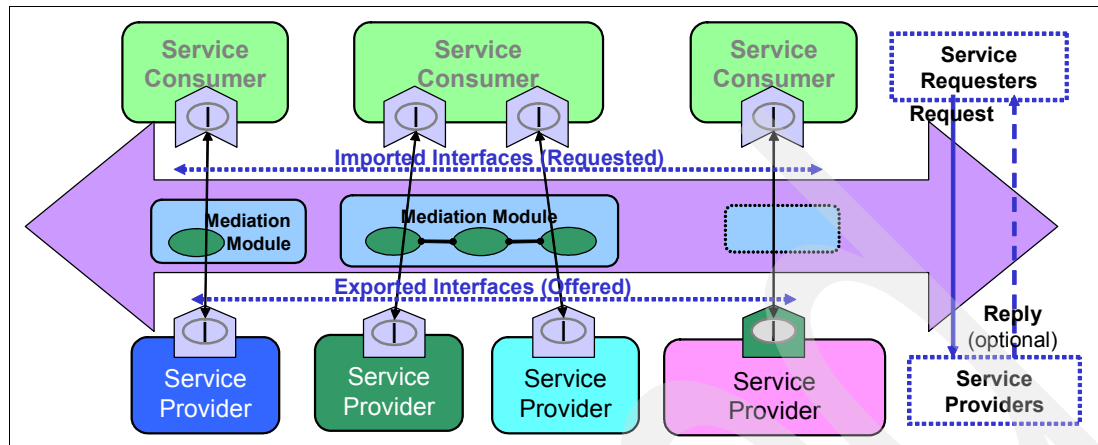 Service
Consumer
Service
Consumer
Service
Consumer
Service
Requesters
I
I
I
I
Request
Imported Interfaces (Requested)
Mediation
Module
Mediation Module
Exported Interfaces (Offered)
I
I
I
I
Reply
(optional)
Service
Provider
Service
Provider
Service
Provider
Service
Provider
Service
Providers